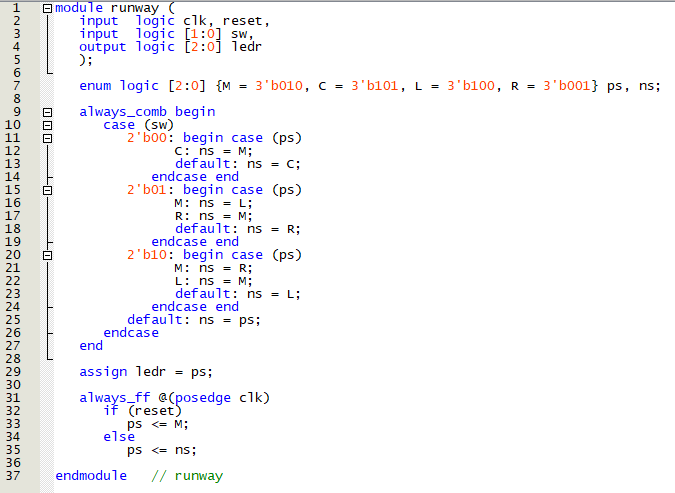 1 module runway (
2 input logic clk, reset,
3 input logic [1:0] sw,
4 output logic [2:0] ledr
5 );
6
7 enum logic [2:0] {M = 3'b010, C = 3'b101, L = 3'b100, R = 3'b001} ps, ns;
8
9 always_comb begin
10 case (sw)
11 2'b00: begin case (ps)
12 C: ns = M;
13 default: ns = C;
14 endcase end
15 2'b01: begin case (ps)
16 M: ns = L;
17 R: ns = M;
18 default: ns = R;
19 endcase end
20 2'b10: begin case (ps)
21 M: ns = R;
22 L: ns = M;
23 default: ns = L;
24 endcase end
25 default: ns = ps;
26 endcase
27 end
28
29 assign ledr = ps;
30
31 always_ff @(posedge clk)
32 if (reset)
33 ps <= M;
34 else
35 ps <= ns;
36
37 endmodule // runway